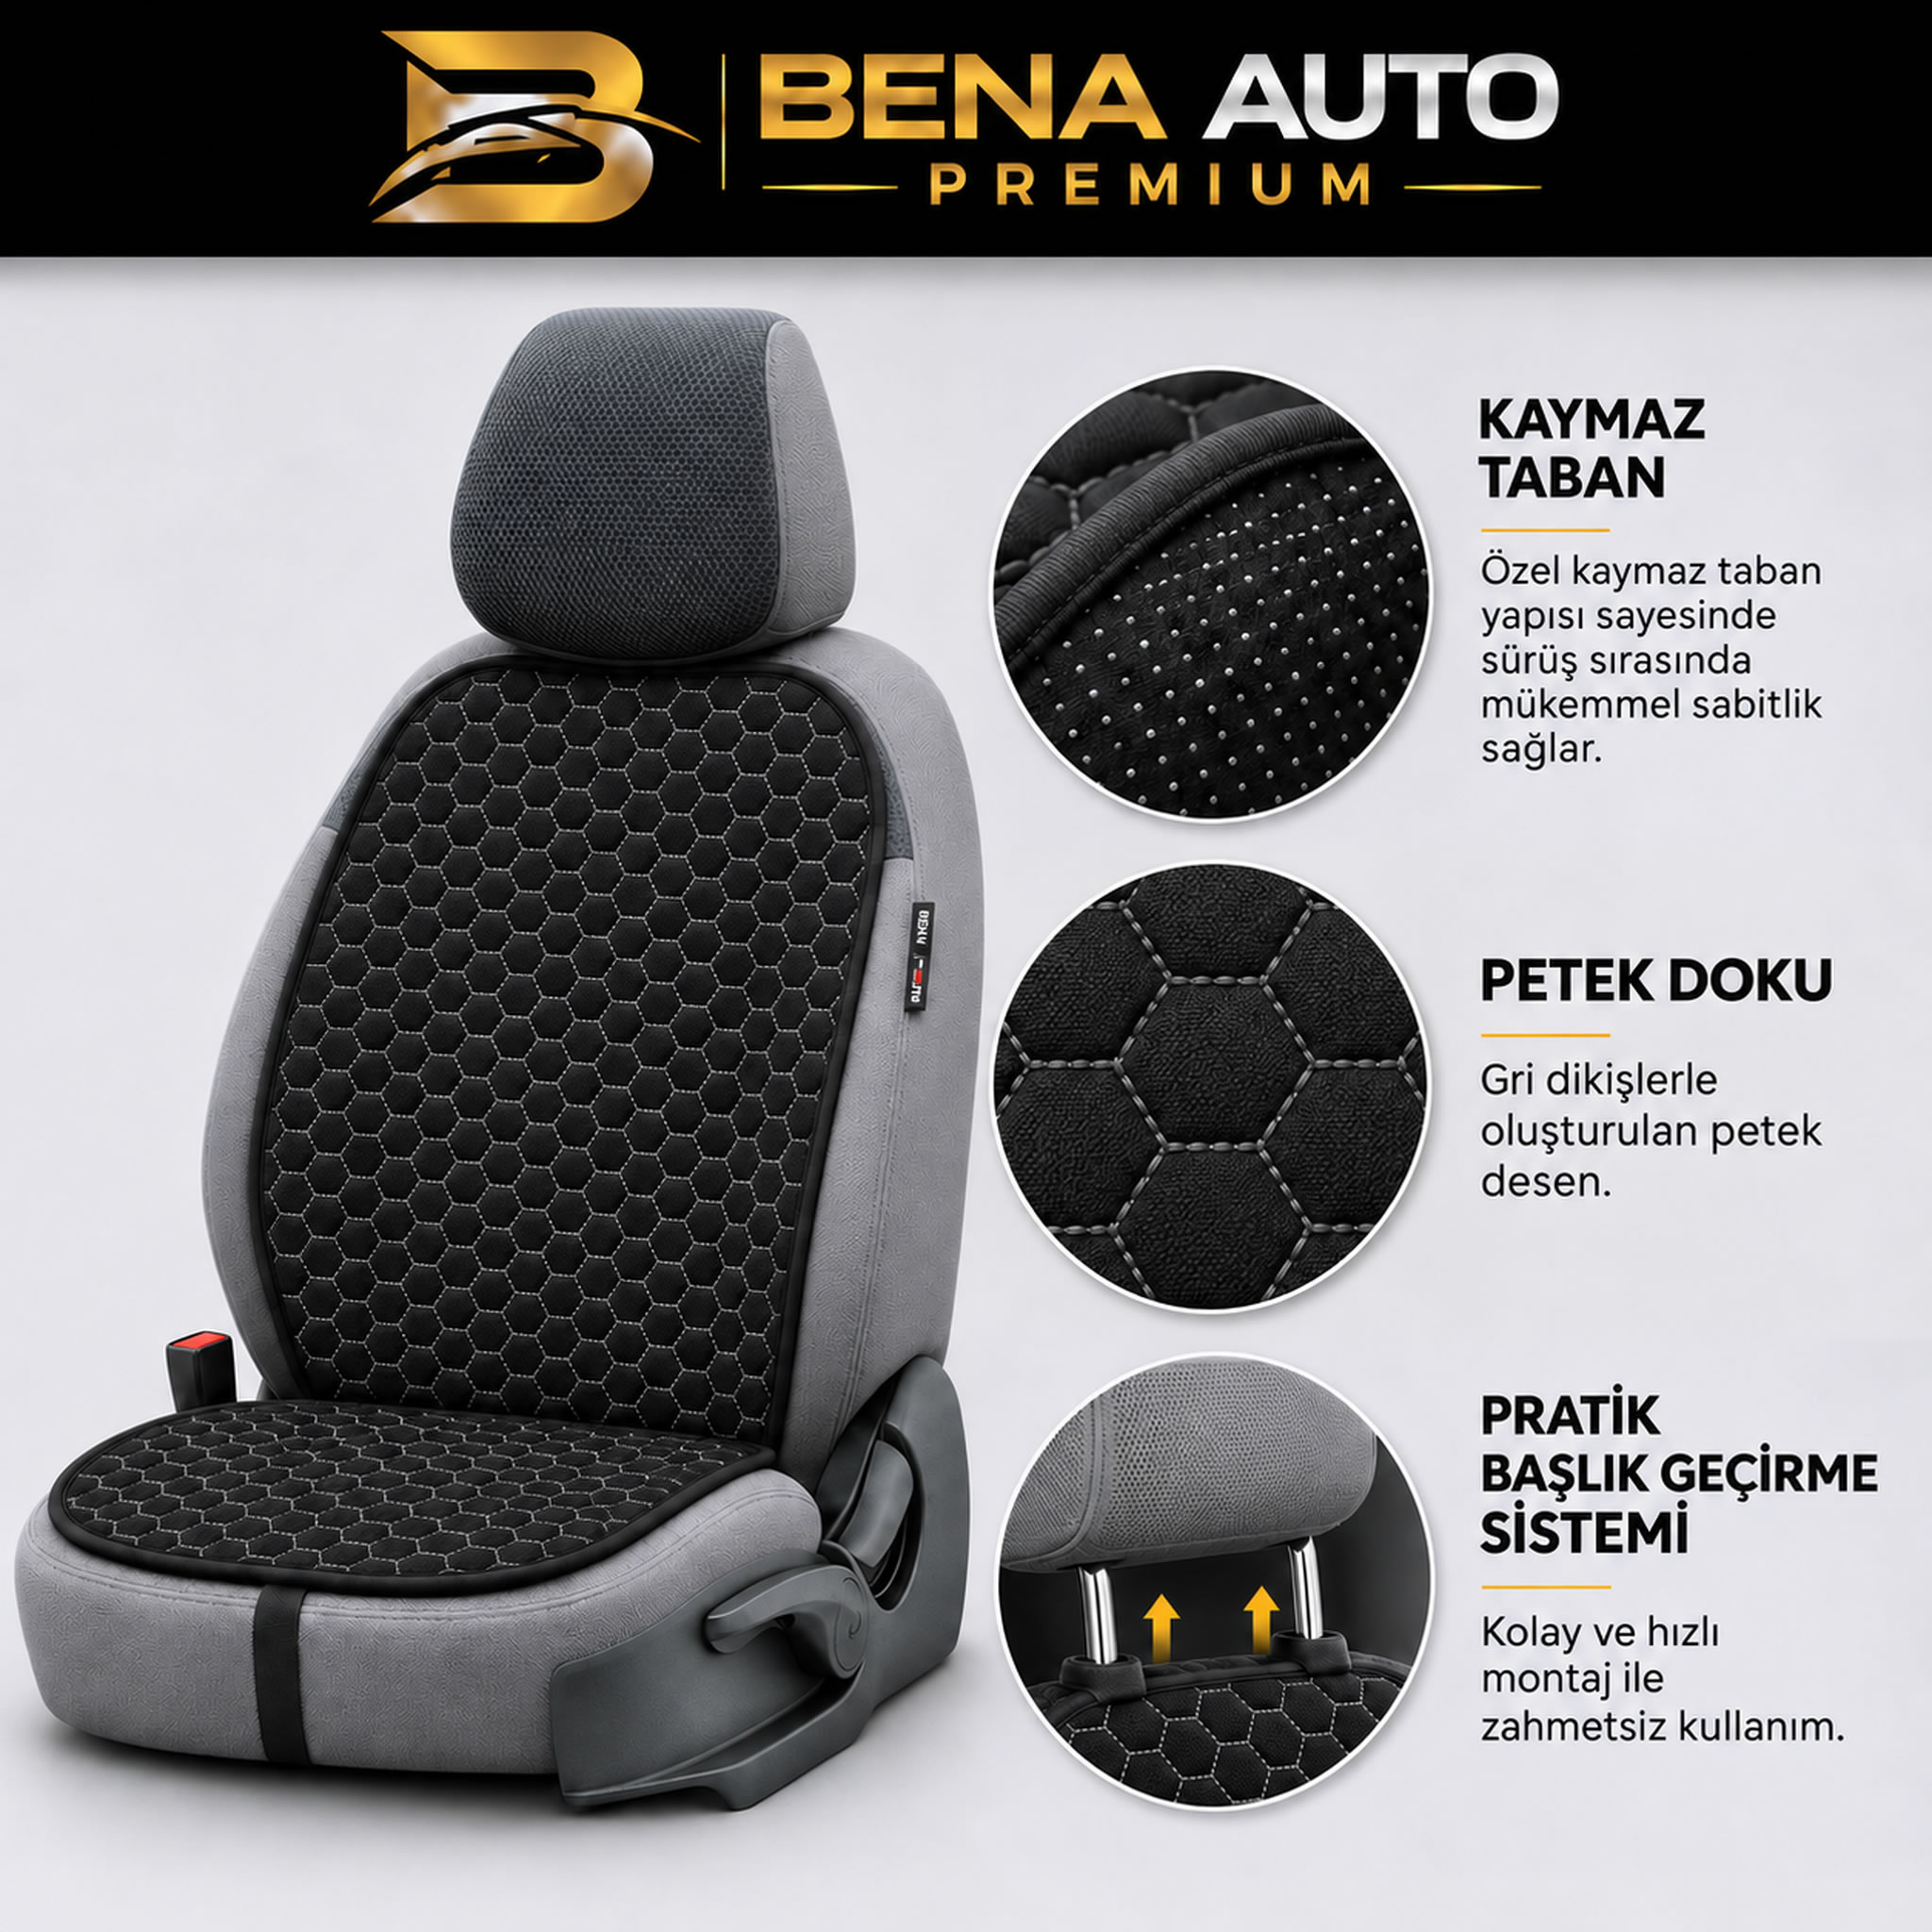 BENA AUTO
PREMIUM
KAYMAZ
TABAN
Özel kaymaz taban
yapısı sayesinde
sürüş sırasında
mükemmel sabitlik
sağlar.
BENA
PETEK DOKU
Gri dikişlerle
oluşturulan petek
desen.
PRATİK
BAŞLIK GEÇİRME
SİSTEMİ
Kolay ve hızlı
montaj ile
zahmetsiz kullanım.